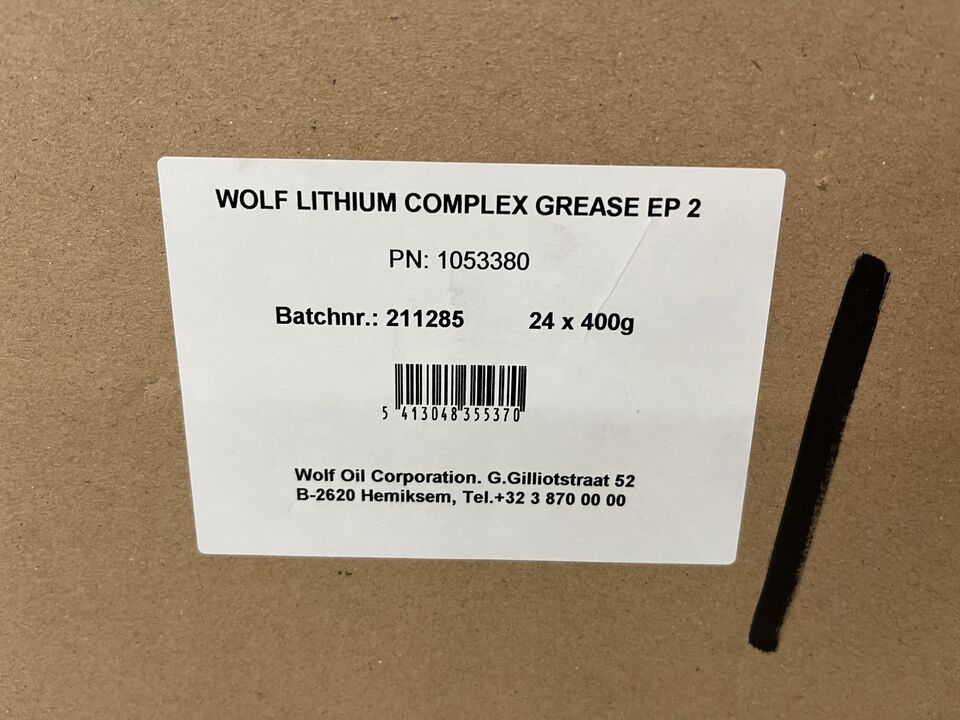 WOLF LITHIUM COMPLEX GREASE EP 2
PN: 1053380
Batchnr.: 211285 24 x 400g
5 413048 355370
Wolf Oil Corporation. G.Gilliotstraat 52
B-2620 Hemiksem, Tel.+32 3 870 00 00